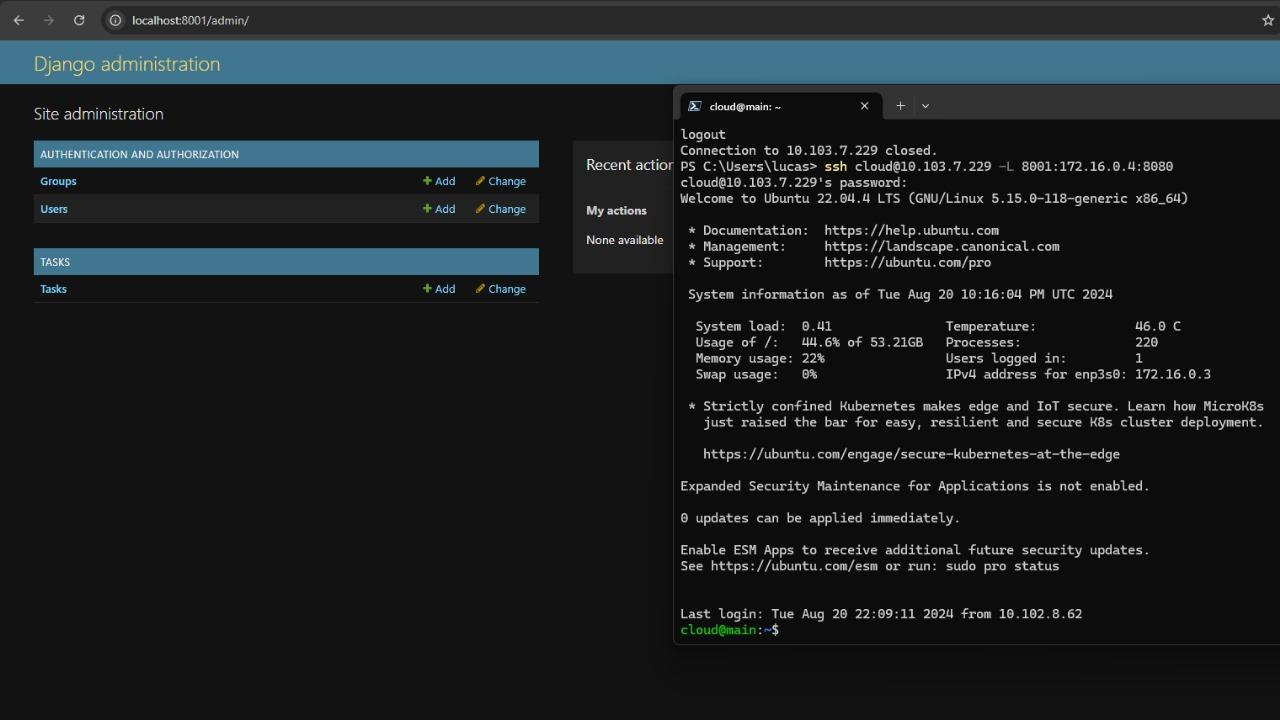 localhost:8001/admin/
Django administration
Site administration
AUTHENTICATION AND AUTHORIZATION
Groups Add Change
Users Add Change
TASKS
Tasks Add Change
Recent action
My actions
None available
cloud@main: ~
logout
Connection to 10.103.7.229 closed.
PS C:\Users\lucas> ssh cloud@10.103.7.229 -L 8001:172.16.0.4:8080
cloud@10.103.7.229's password:
Welcome to Ubuntu 22.04.4 LTS (GNU/Linux 5.15.0-118-generic x86_64)
* Documentation: https://help.ubuntu.com
* Management: https://landscape.canonical.com
* Support: https://ubuntu.com/pro
System information as of Tue Aug 20 10:16:04 PM UTC 2024
System load: 0.41 Temperature: 46.0 C
Usage of /: 44.6% of 53.21GB Processes: 220
Memory usage: 22% Users logged in: 1
Swap usage: 0% IPv4 address for enp3s0: 172.16.0.3
* Strictly confined Kubernetes makes edge and IoT secure. Learn how MicroK8s
just raised the bar for easy, resilient and secure K8s cluster deployment.
https://ubuntu.com/engage/secure-kubernetes-at-the-edge
Expanded Security Maintenance for Applications is not enabled.
0 updates can be applied immediately.
Enable ESM Apps to receive additional future security updates.
See https://ubuntu.com/esm or run: sudo pro status
Last login: Tue Aug 20 22:09:11 2024 from 10.102.8.62
cloud@main:~$